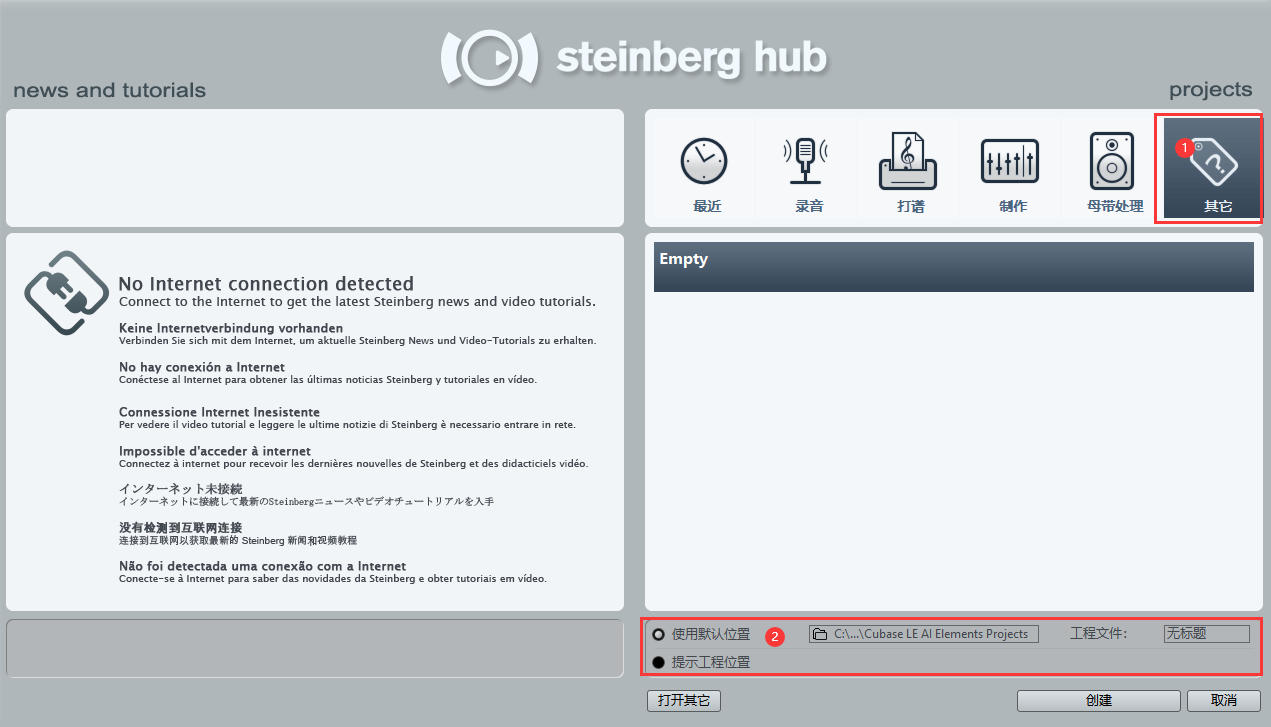 steinberg hub
news and tutorials
projects
最近
录音
打谱
制作
母带处理
1
其它
No Internet connection detected
Connect to the Internet to get the latest Steinberg news and video tutorials.
Keine Internetverbindung vorhanden
Verbinden Sie sich mit dem Internet, um aktuelle Steinberg News und Video-Tutorials zu erhalten.
No hay conexión a Internet
Conéctese al Internet para obtener las últimas noticias Steinberg y tutoriales en vídeo.
Connessione Internet Inesistente
Per vedere il video tutorial e leggere le ultime notizie di Steinberg è necessario entrare in rete.
Impossible d'acceder à internet
Connectez à internet pour recevoir les dernières nouvelles de Steinberg et des didacticiels vidéo.
インターネット未接続
インターネットに接続して最新のSteinbergニュースやビデオチュートリアルを入手
没有检测到互联网连接
连接到互联网以获取最新的 Steinberg 新闻和视频教程
Não foi detectada uma conexão com a Internet
Conecte-se à Internet para saber das novidades da Steinberg e obter tutoriais em vídeo.
Empty
使用默认位置 2 C:\...\Cubase LE AI Elements Projects 工程文件: 无标题
提示工程位置
打开其它 创建 取消